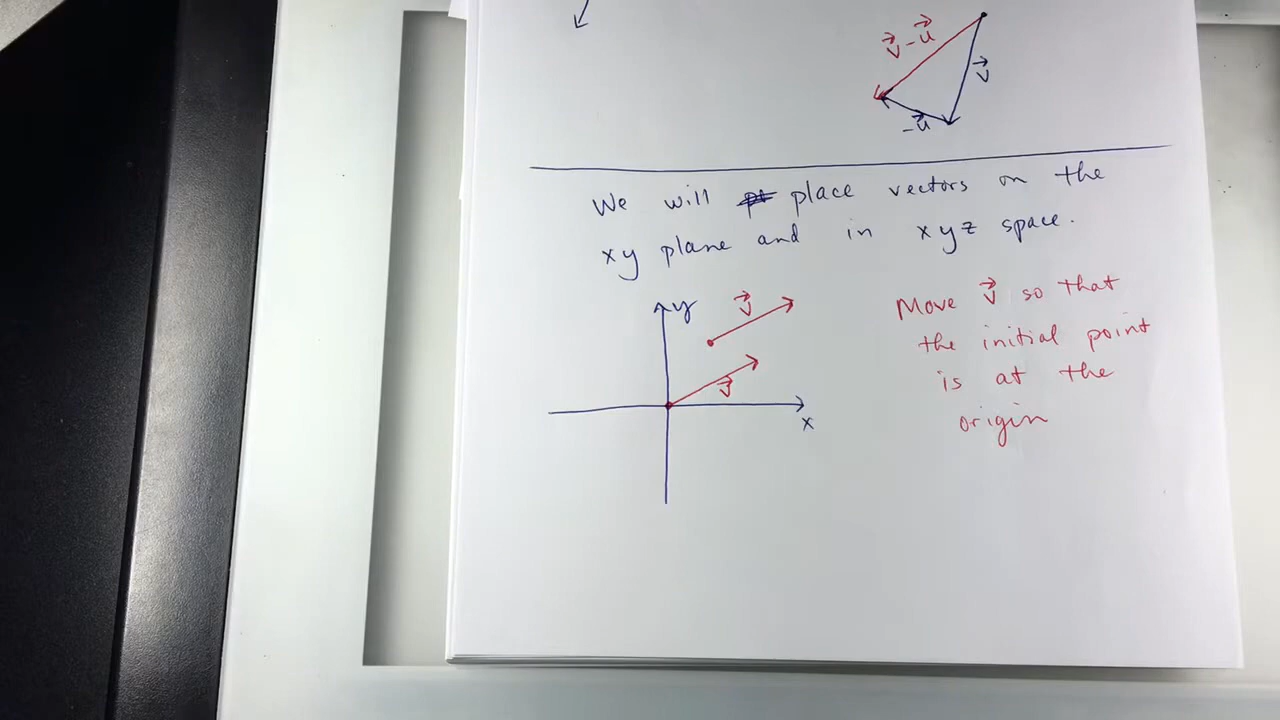 v⃗ - u⃗
v⃗
-u⃗
We will place vectors on the
xy plane and in xyz space.
y
v⃗
v⃗
x
Move v⃗ so that
the initial point
is at the
origin